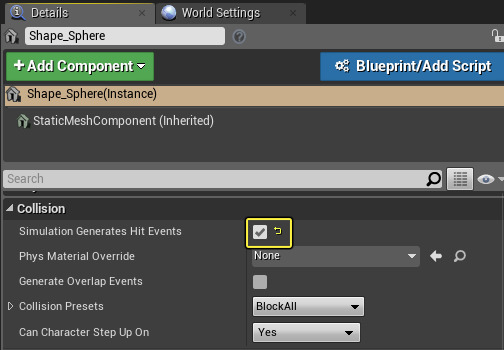 Details
World Settings
Shape_Sphere
+ Add Component
Blueprint/Add Script
Shape_Sphere(Instance)
StaticMeshComponent (Inherited)
Search
Collision
Simulation Generates Hit Events
Phys Material Override
None
Generate Overlap Events
Collision Presets
BlockAll
Can Character Step Up On
Yes